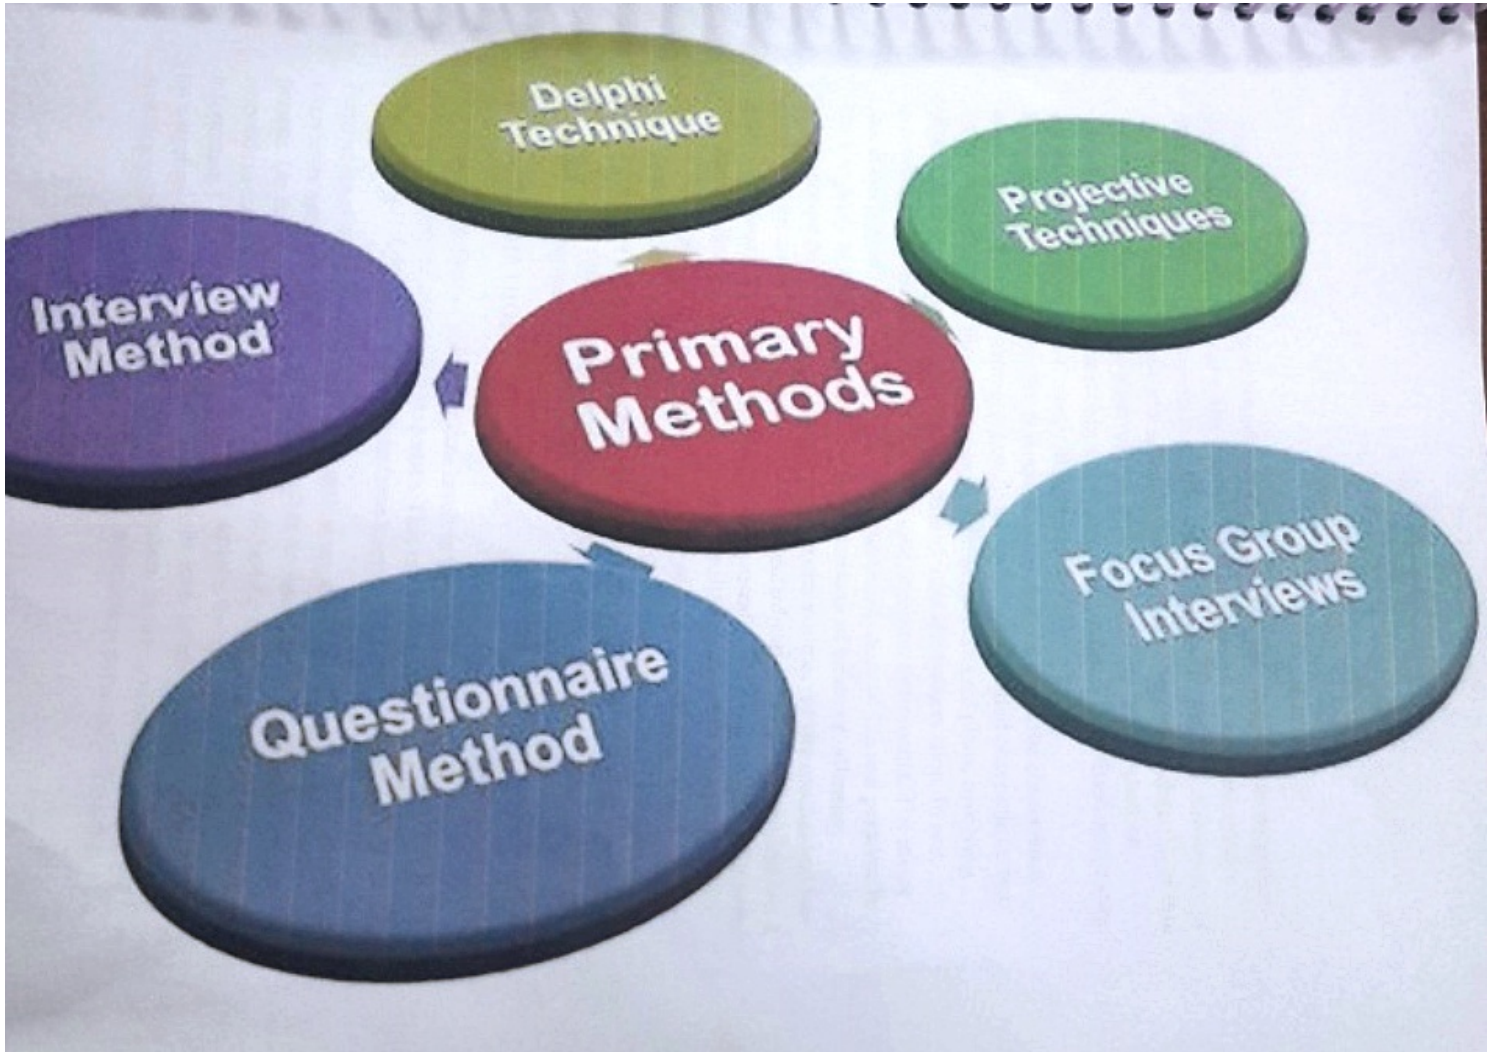 Delphi
Technique
Projective
Techniques
Interview
Method
Primary
Methods
Focus Group
Interviews
Questionnaire
Method